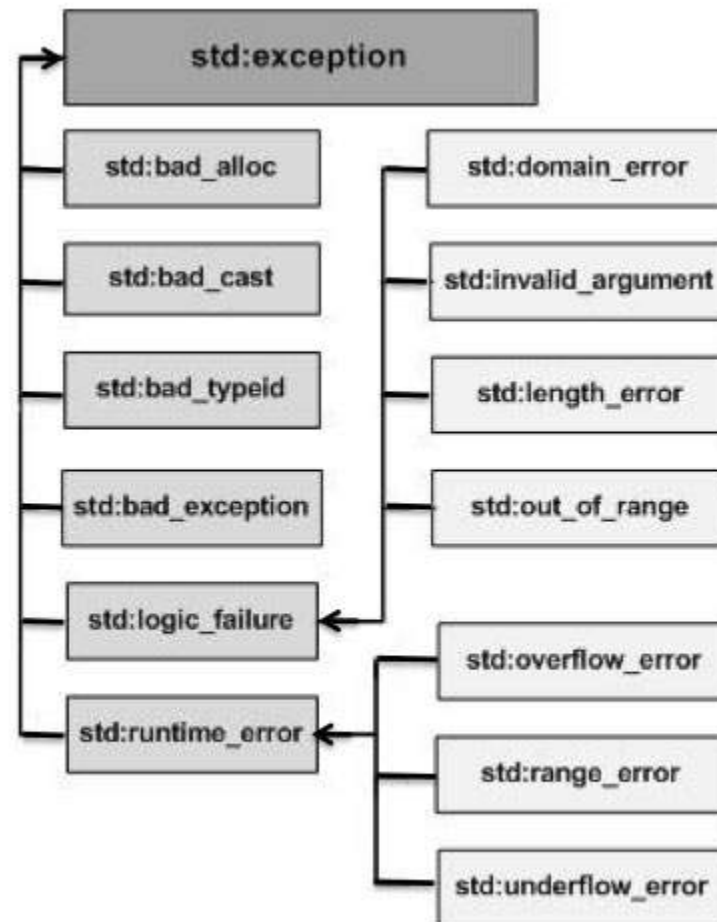 std:exception
std:bad_alloc
std:bad_cast
std:bad_typeid
std:bad_exception
std:logic_failure
std:runtime_error
std:domain_error
std:invalid_argument
std:length_error
std:out_of_range
std:overflow_error
std:range_error
std:underflow_error